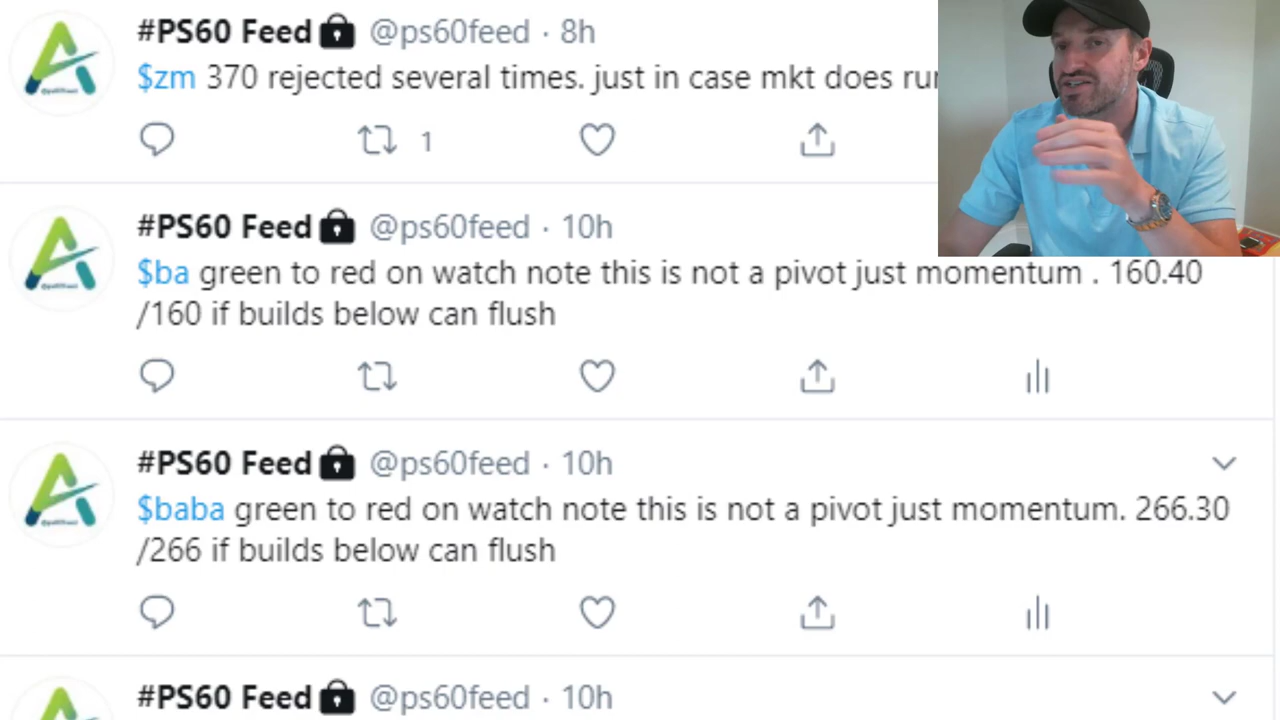 #PS60 Feed @ps60feed · 8h
$zm 370 rejected several times. just in case mkt does run
1
#PS60 Feed @ps60feed · 10h
$ba green to red on watch note this is not a pivot just momentum . 160.40
/160 if builds below can flush
#PS60 Feed @ps60feed · 10h
$baba green to red on watch note this is not a pivot just momentum. 266.30
/266 if builds below can flush
#PS60 Feed @ps60feed · 10h